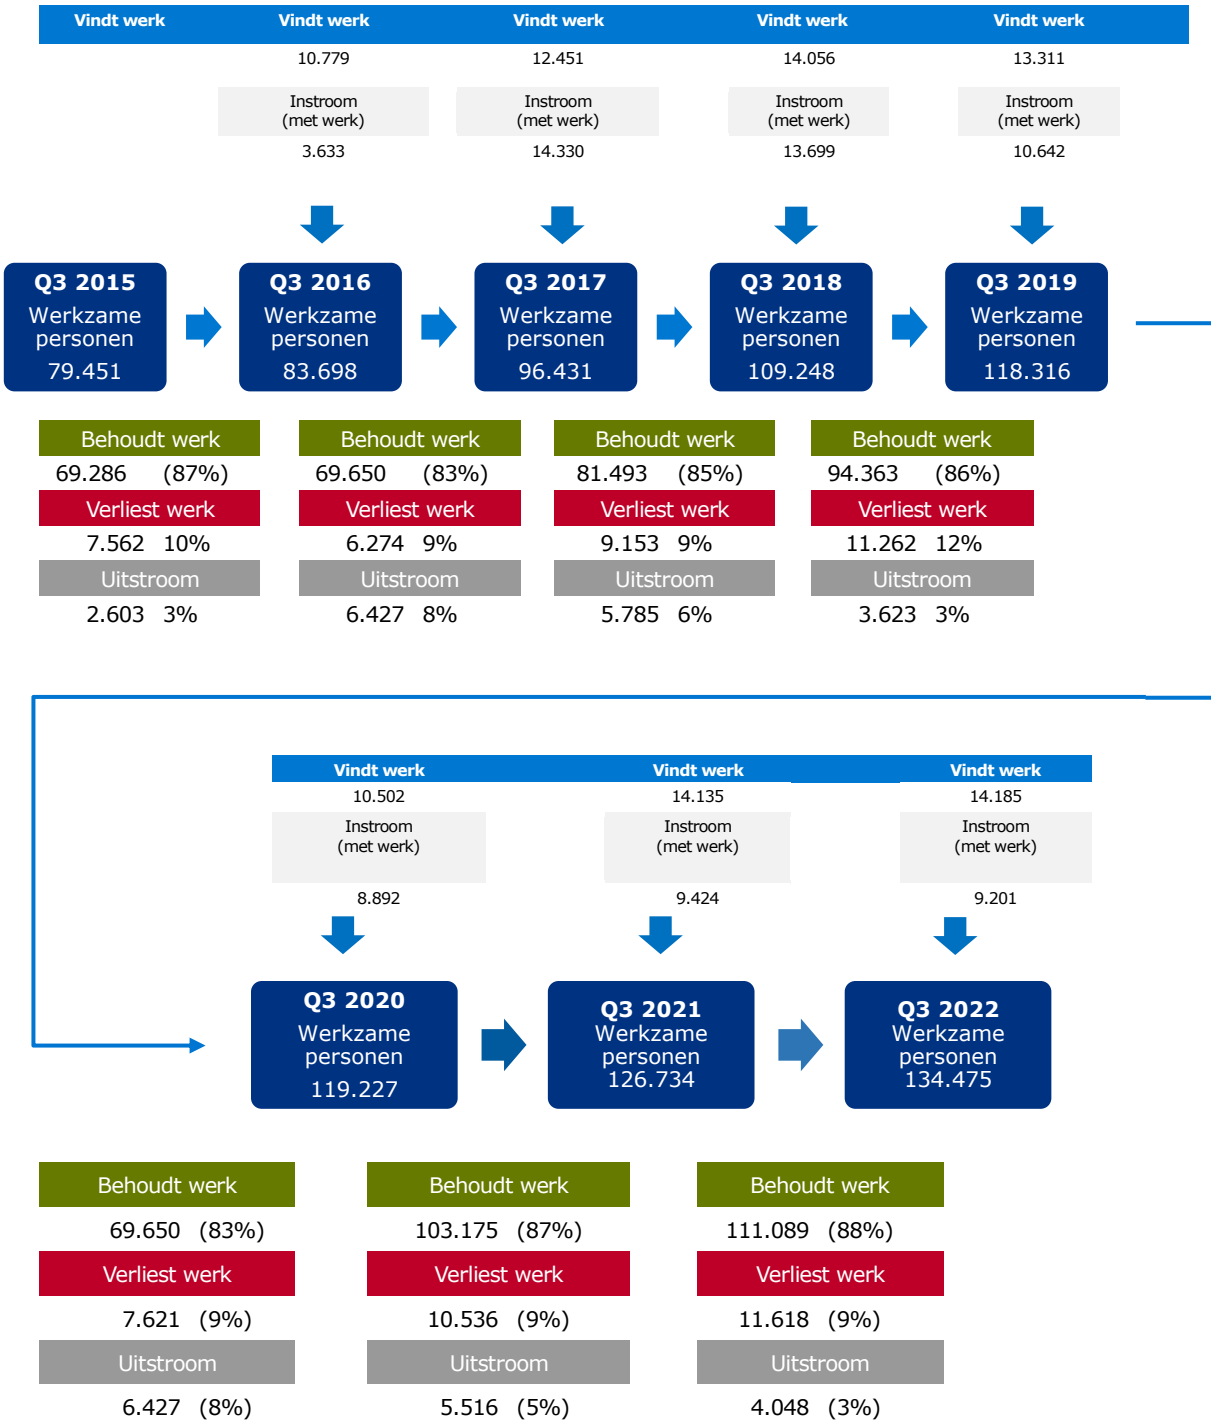 Vindt werk Vindt werk Vindt werk Vindt werk Vindt werk
10.779 12.451 14.056 13.311
Instroom Instroom Instroom Instroom
(met werk) (met werk) (met werk) (met werk)
3.633 14.330 13.699 10.642
Q3 2015 Q3 2016 Q3 2017 Q3 2018 Q3 2019
Werkzame Werkzame Werkzame Werkzame Werkzame
personen personen personen personen personen
79.451 83.698 96.431 109.248 118.316
Behoudt werk Behoudt werk Behoudt werk Behoudt werk
69.286 (87%) 69.650 (83%) 81.493 (85%) 94.363 (86%)
Verliest werk Verliest werk Verliest werk Verliest werk
7.562 10% 6.274 9% 9.153 9% 11.262 12%
Uitstroom Uitstroom Uitstroom Uitstroom
2.603 3% 6.427 8% 5.785 6% 3.623 3%
Vindt werk Vindt werk Vindt werk
10.502 14.135 14.185
Instroom Instroom Instroom
(met werk) (met werk) (met werk)
8.892 9.424 9.201
Q3 2020 Q3 2021 Q3 2022
Werkzame Werkzame Werkzame
personen personen personen
119.227 126.734 134.475
Behoudt werk Behoudt werk Behoudt werk
69.650 (83%) 103.175 (87%) 111.089 (88%)
Verliest werk Verliest werk Verliest werk
7.621 (9%) 10.536 (9%) 11.618 (9%)
Uitstroom Uitstroom Uitstroom
6.427 (8%) 5.516 (5%) 4.048 (3%)